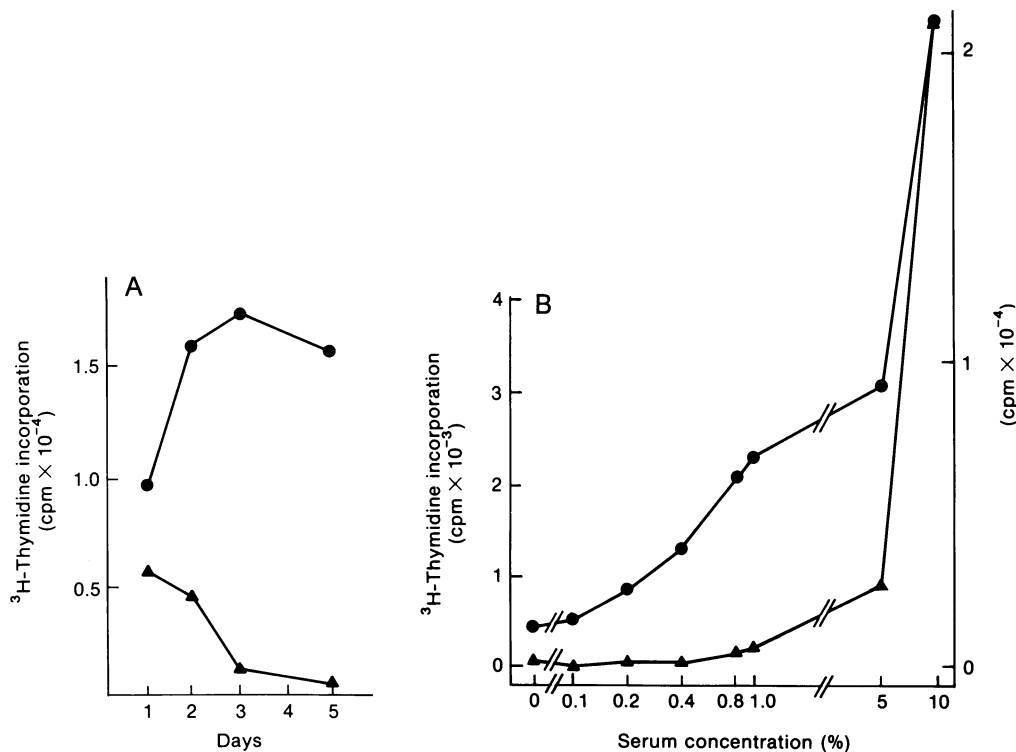 A
³H-Thymidine incorporation
(cpm × 10⁻⁴)
1.5
1.0
0.5
1 2 3 4 5
Days
B
³H-Thymidine incorporation
(cpm × 10⁻³)
4
3
2
1
0
0 0.1 0.2 0.4 0.8 1.0 5 10
Serum concentration (%)
2
1
0
(cpm × 10⁻⁴)